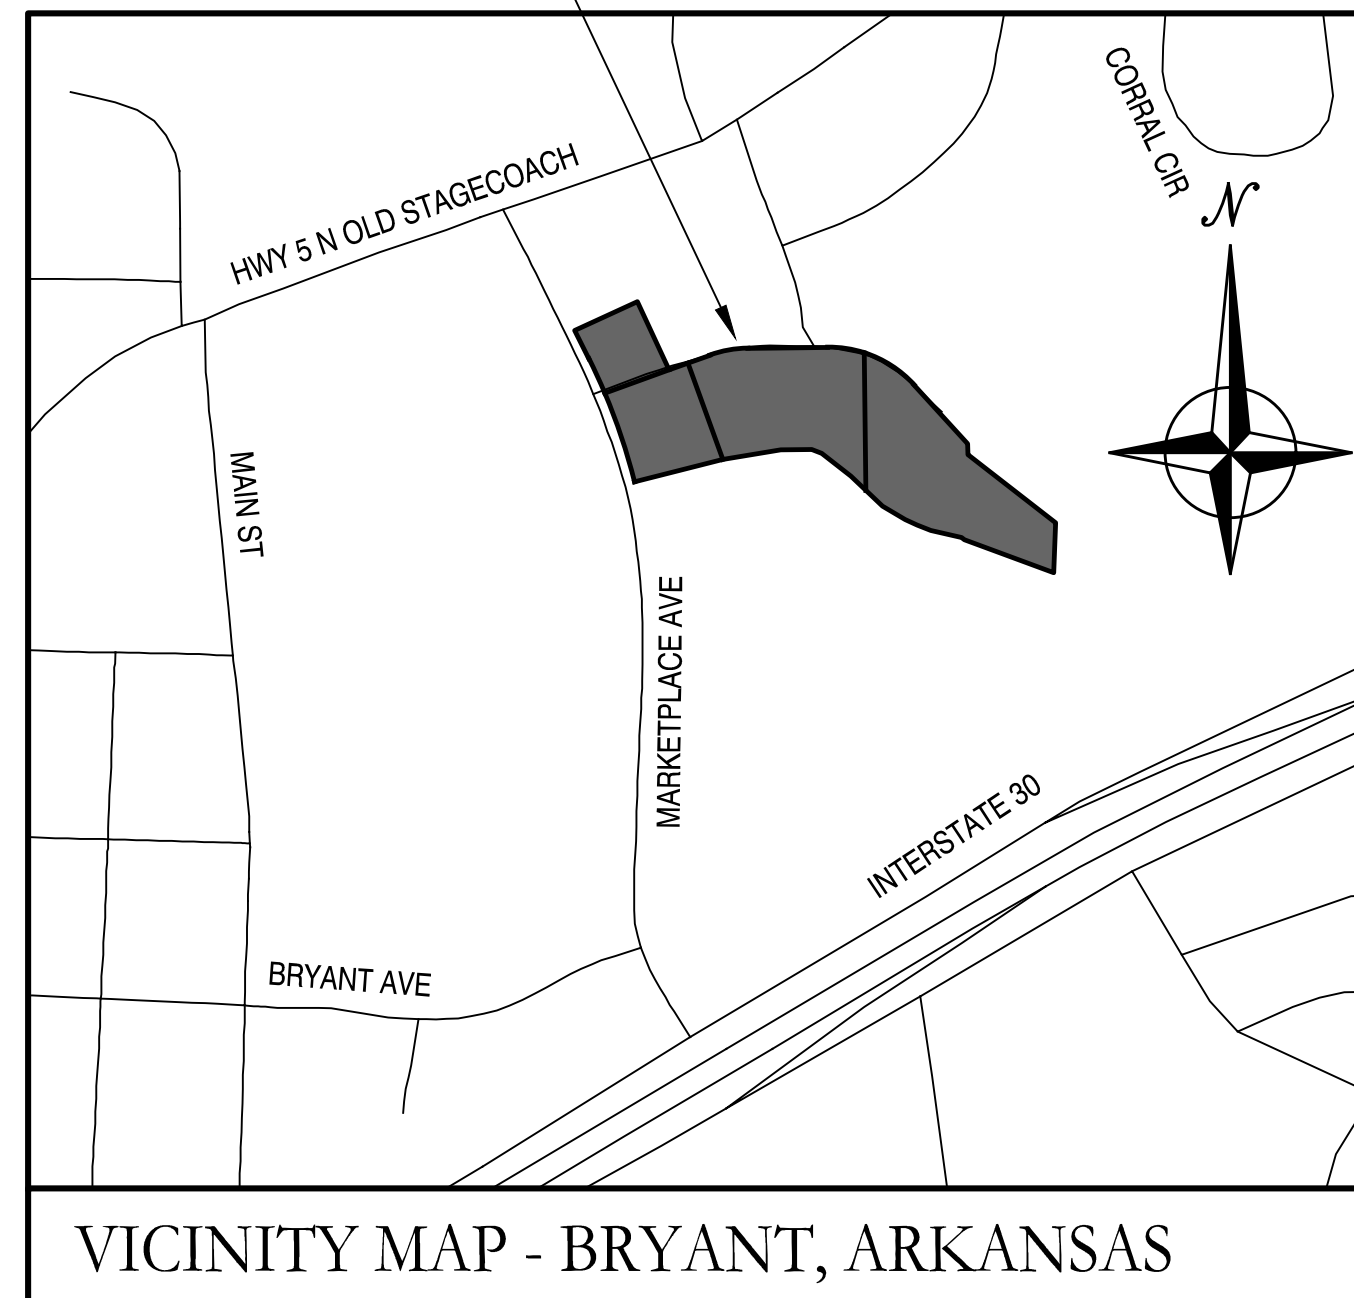 CORRAL CIR
N
HWY 5 N OLD STAGECOACH
MAIN ST
MARKETPLACE AVE
INTERSTATE 30
BRYANT AVE
VICINITY MAP - BRYANT, ARKANSAS